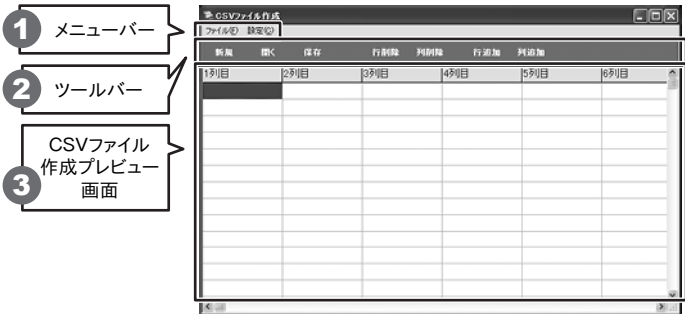 1 メニューバー
2 ツールバー
3 CSVファイル
作成プレビュー
画面
CSVファイル作成
ファイル(F) 設定(C)
新規 開く 保存 行削除 列削除 行追加 列追加
1列目 2列目 3列目 4列目 5列目 6列目